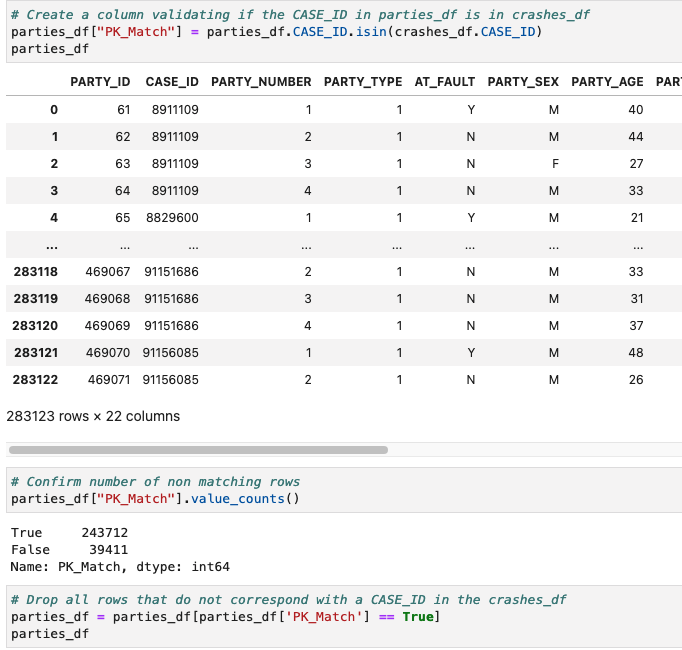 # Create a column validating if the CASE_ID in parties_df is in crashes_df
parties_df["PK_Match"] = parties_df.CASE_ID.isin(crashes_df.CASE_ID)
parties_df
PARTY_ID CASE_ID PARTY_NUMBER PARTY_TYPE AT_FAULT PARTY_SEX PARTY_AGE PAR
0 61 8911109 1 1 Y M 40
1 62 8911109 2 1 N M 44
2 63 8911109 3 1 N F 27
3 64 8911109 4 1 N M 33
4 65 8829600 1 1 Y M 21
... ... ... ... ... ... ... ...
283118 469067 91151686 2 1 N M 33
283119 469068 91151686 3 1 N M 31
283120 469069 91151686 4 1 N M 37
283121 469070 91156085 1 1 Y M 48
283122 469071 91156085 2 1 N M 26
283123 rows × 22 columns
# Confirm number of non matching rows
parties_df["PK_Match"].value_counts()
True 243712
False 39411
Name: PK_Match, dtype: int64
# Drop all rows that do not correspond with a CASE_ID in the crashes_df
parties_df = parties_df[parties_df['PK_Match'] == True]
parties_df